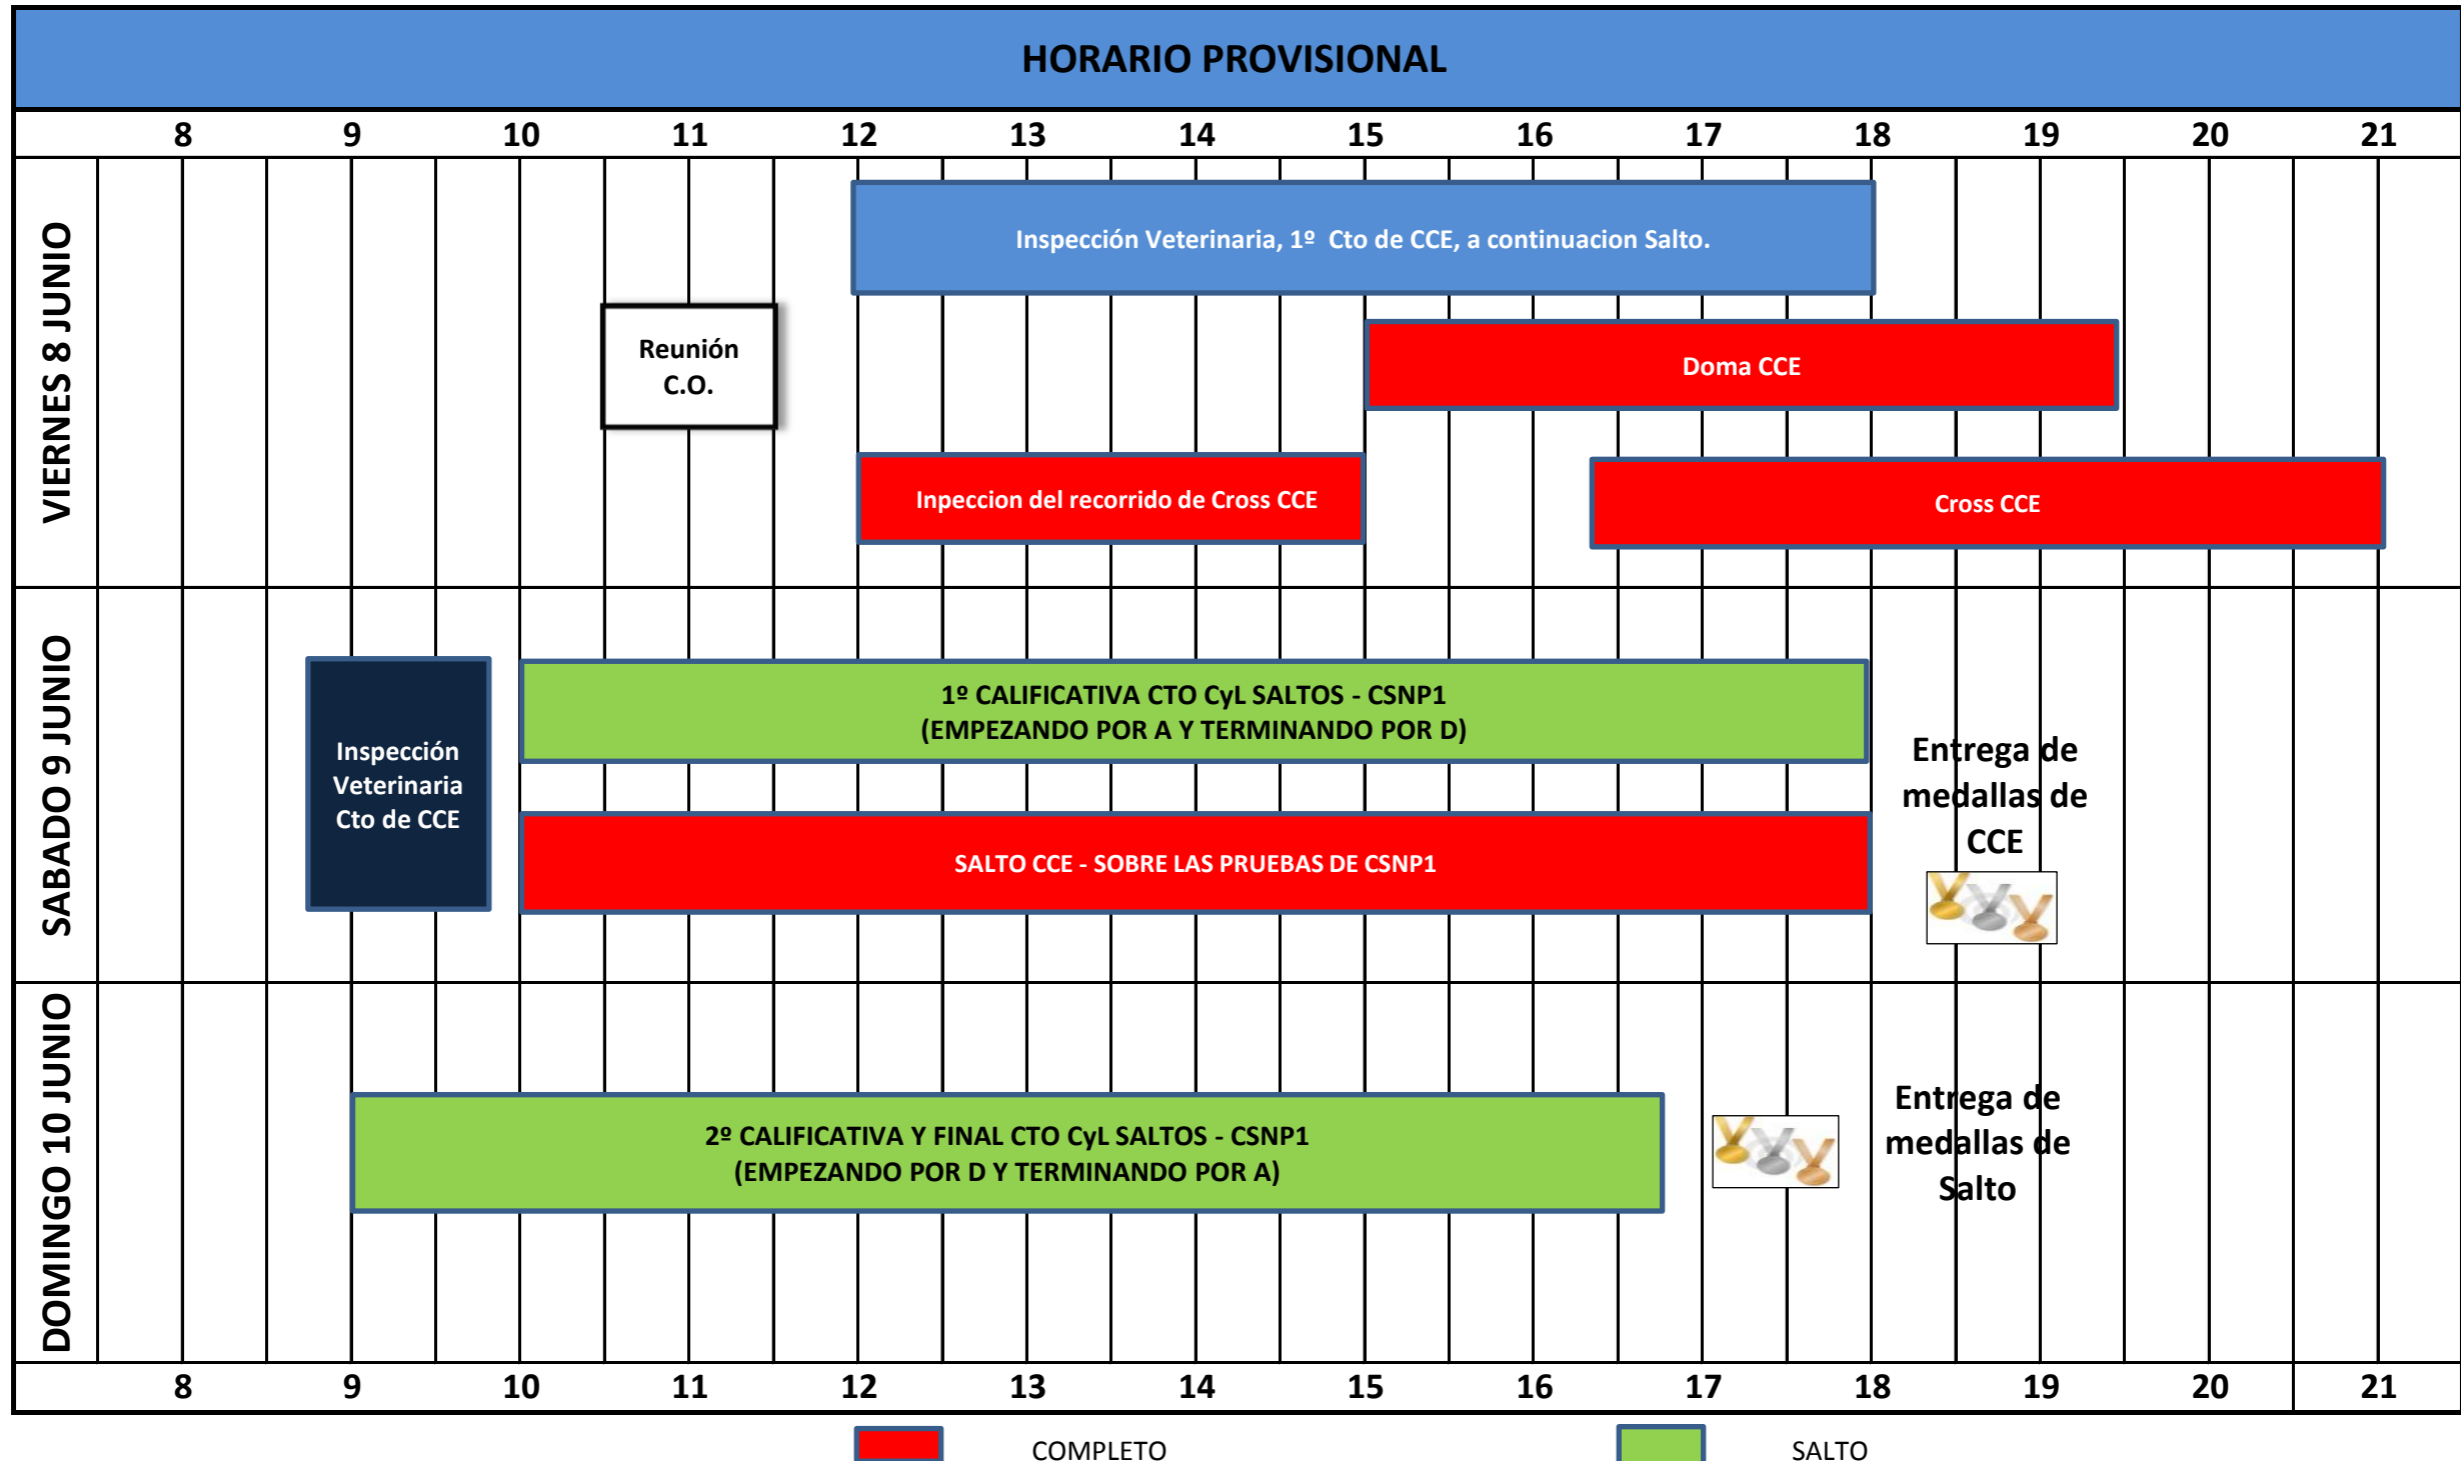 HORARIO PROVISIONAL
8 9 10 11 12 13 14 15 16 17 18 19 20 21
VIERNES 8 JUNIO
Inspección Veterinaria, 1º Cto de CCE, a continuacion Salto.
Reunión
C.O.
Doma CCE
Inpeccion del recorrido de Cross CCE
Cross CCE
SABADO 9 JUNIO
Inspección
Veterinaria
Cto de CCE
1º CALIFICATIVA CTO CyL SALTOS - CSNP1
(EMPEZANDO POR A Y TERMINANDO POR D)
SALTO CCE - SOBRE LAS PRUEBAS DE CSNP1
Entrega de
medallas de
CCE
DOMINGO 10 JUNIO
2º CALIFICATIVA Y FINAL CTO CyL SALTOS - CSNP1
(EMPEZANDO POR D Y TERMINANDO POR A)
Entrega de
medallas de
Salto
8 9 10 11 12 13 14 15 16 17 18 19 20 21
COMPLETO
SALTO